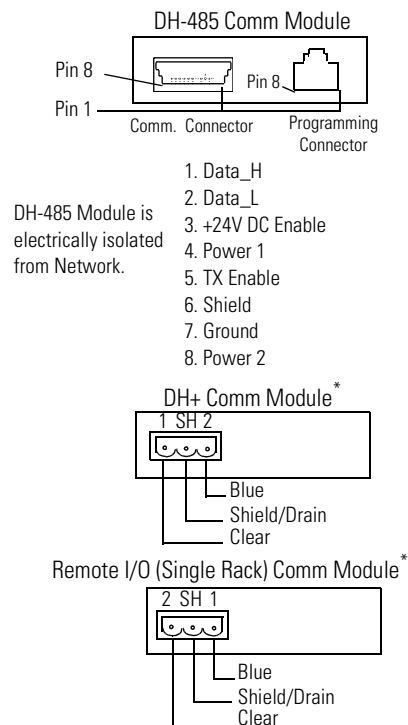 DH-485 Comm Module
Pin 8
Pin 8
Pin 1
Comm. Connector
Programming
Connector
1. Data_H
2. Data_L
3. +24V DC Enable
4. Power 1
5. TX Enable
6. Shield
7. Ground
8. Power 2
DH-485 Module is
electrically isolated
from Network.
DH+ Comm Module*
1 SH 2
Blue
Shield/Drain
Clear
Remote I/O (Single Rack) Comm Module*
2 SH 1
Blue
Shield/Drain
Clear